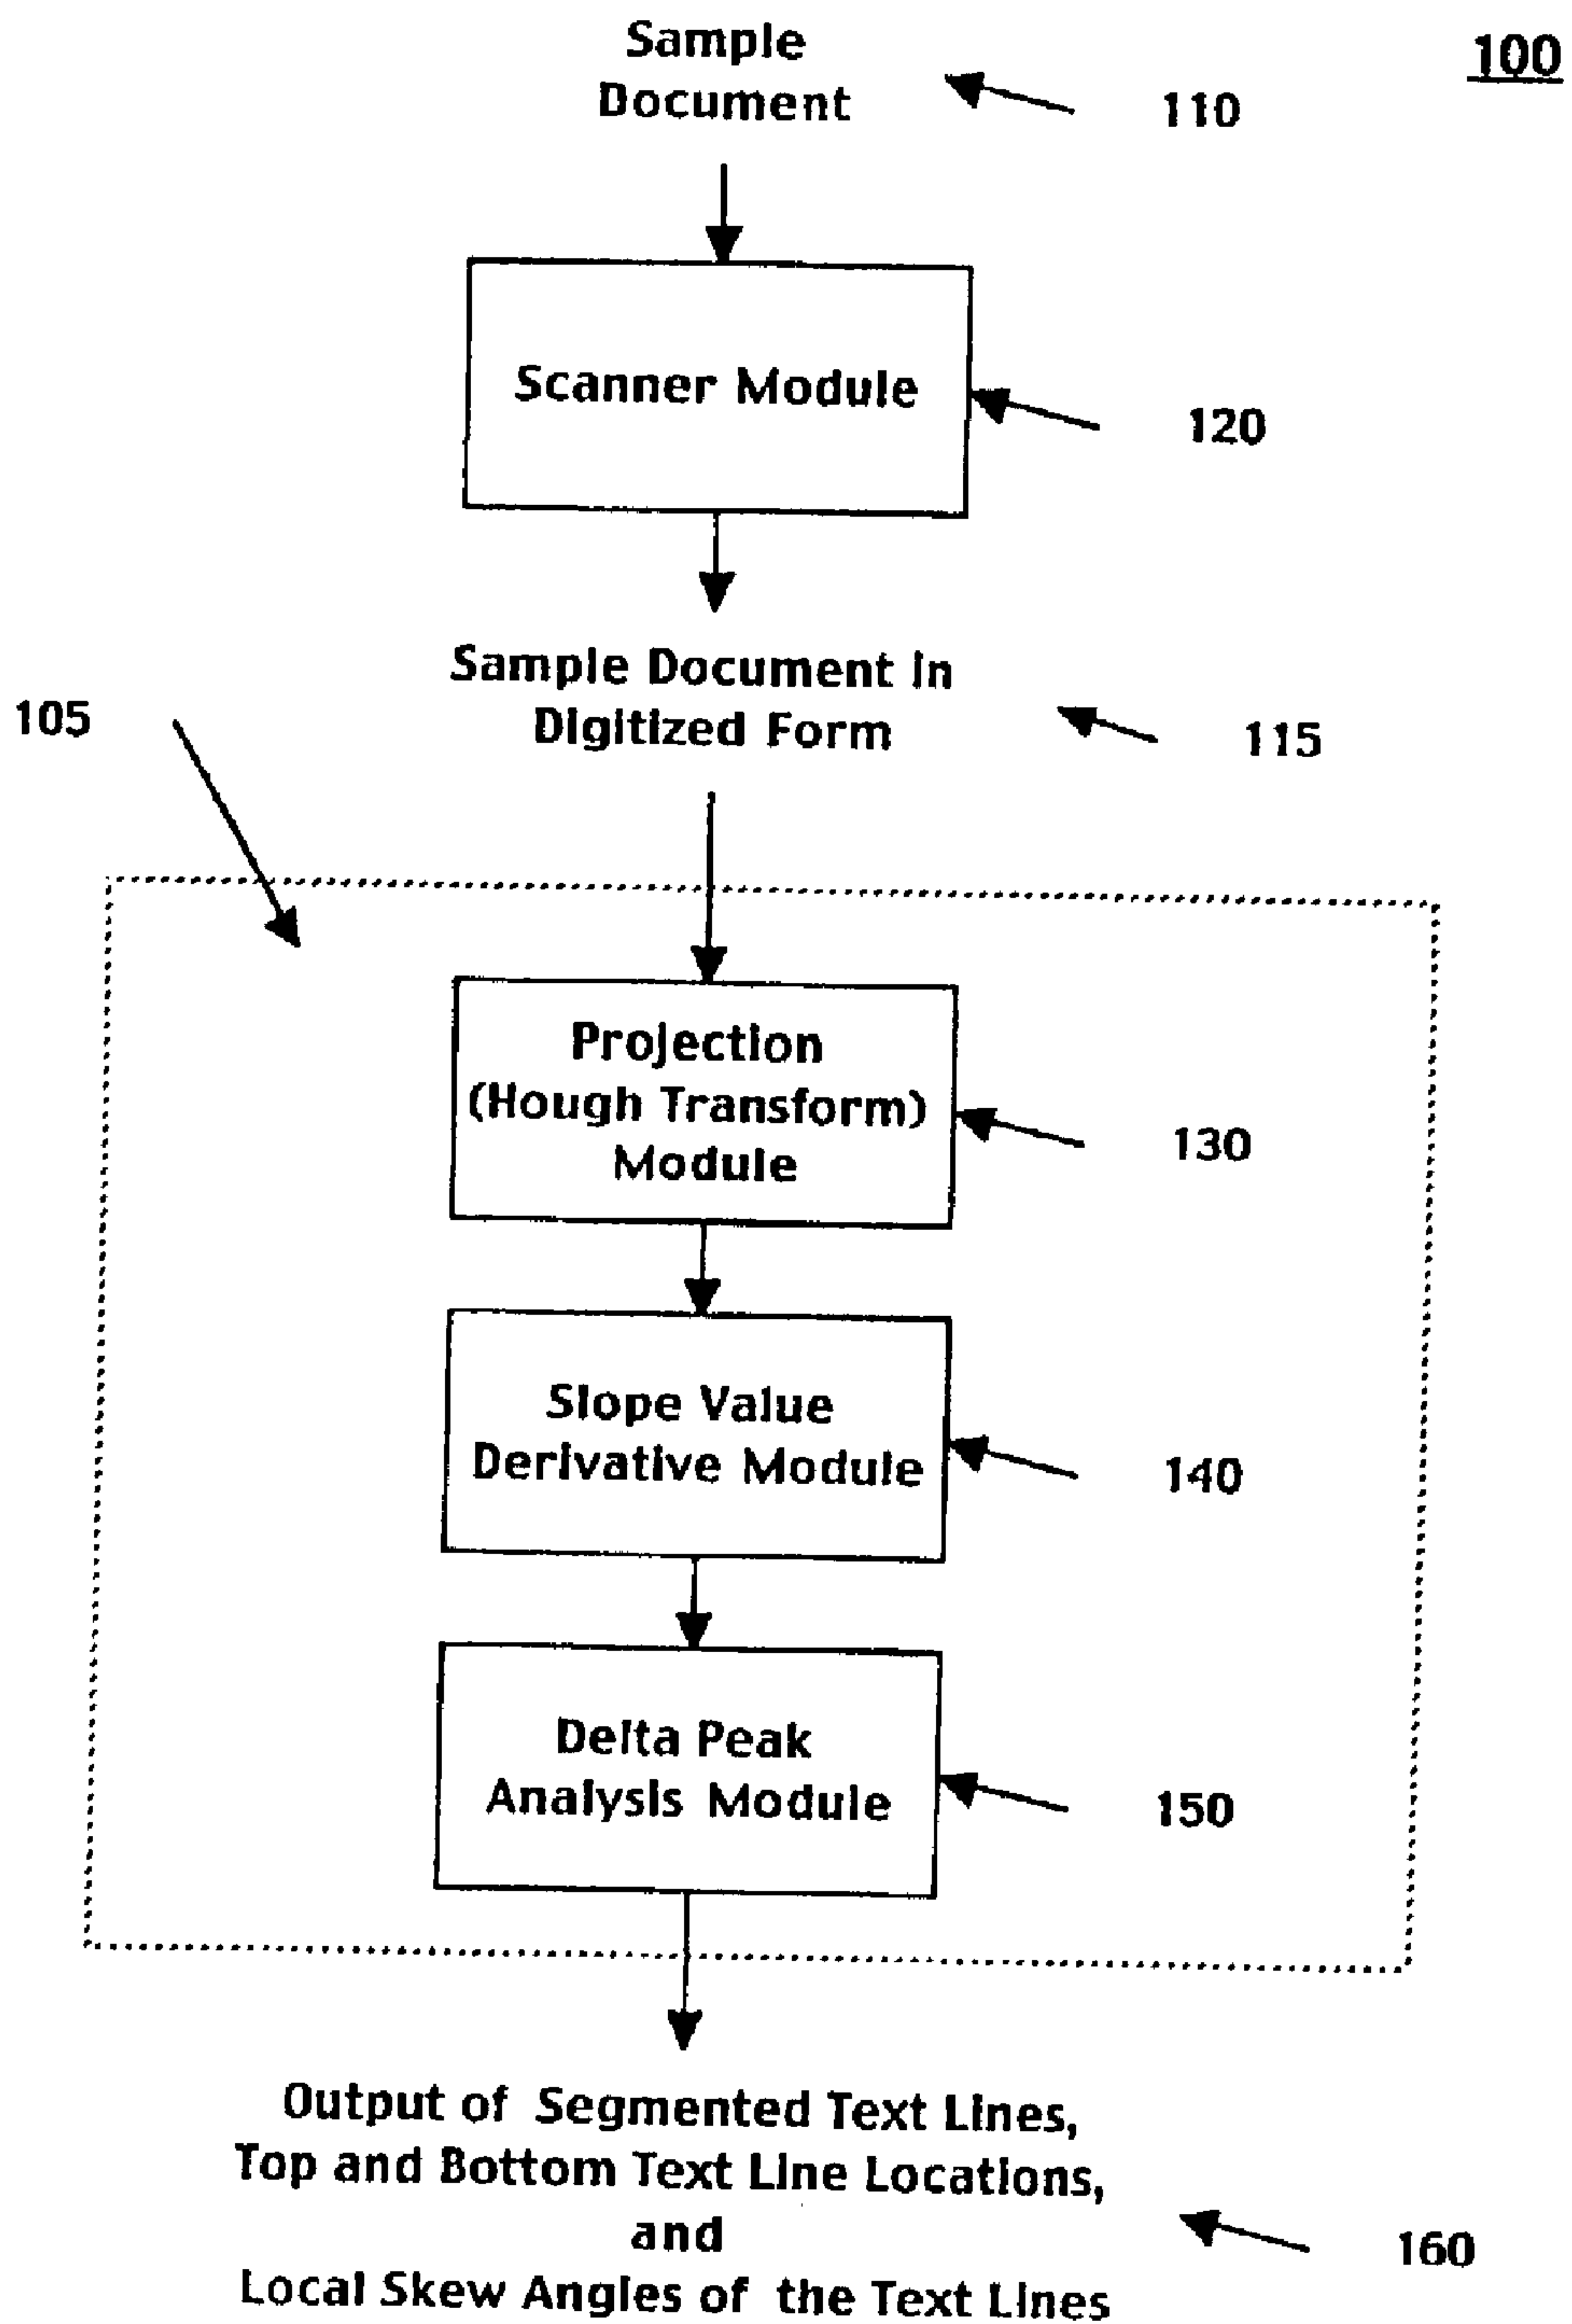 100
Sample
Document
110
Scanner Module
120
Sample Document in
Digitized Form
105
115
Projection
(Hough Transform)
Module
130
Slope Value
Derivative Module
140
Delta Peak
Analysis Module
150
Output of Segmented Text Lines,
Top and Bottom Text Line Locations,
and
Local Skew Angles of the Text Lines
160